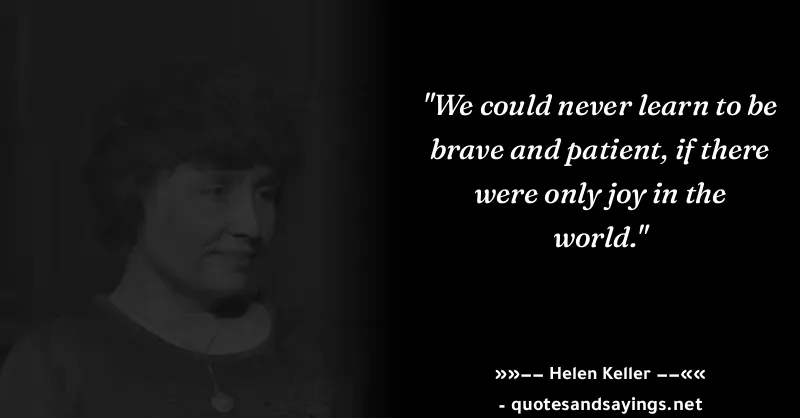 "We could never learn to be
brave and patient, if there
were only joy in the
world."
»»−− Helen Keller −−««
- quotesandsayings.net